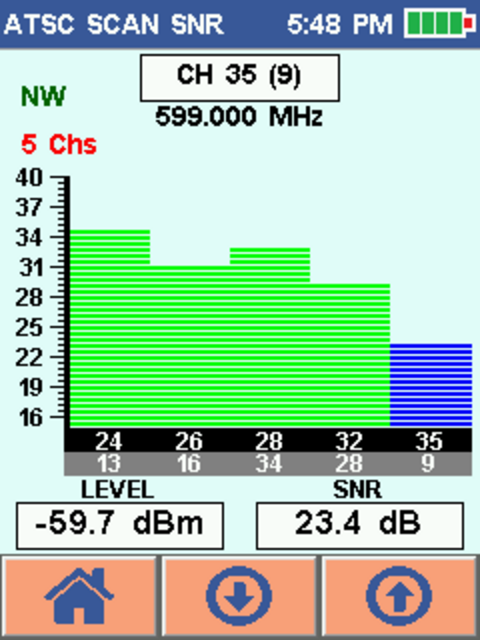 ATSC SCAN SNR 5:48 PM
CH 35 (9)
NW
599.000 MHz
5 Chs
40
37
34
31
28
25
22
19
16
24 26 28 32 35
13 16 34 28 9
LEVEL SNR
-59.7 dBm 23.4 dB